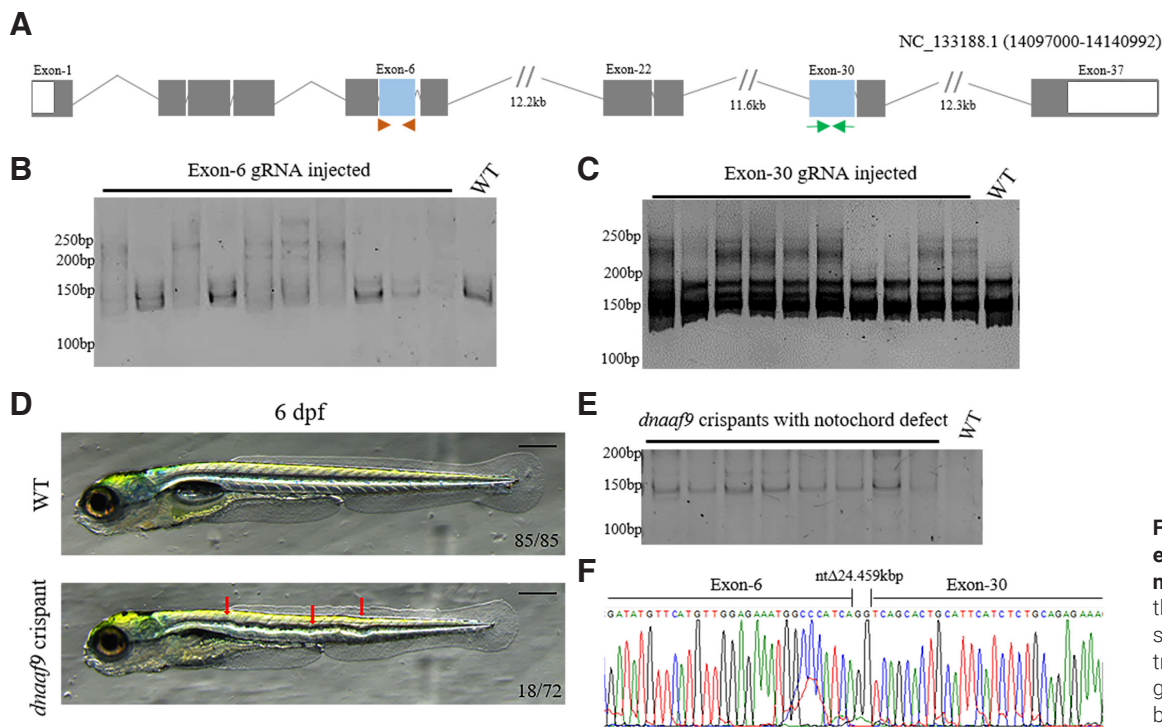 A
NC_133188.1 (14097000-14140992)
Exon-1
Exon-6
Exon-22
Exon-30
Exon-37
12.2kb
11.6kb
12.3kb
B
Exon-6 gRNA injected
WT
250bp
200bp
150bp
100bp
C
Exon-30 gRNA injected
WT
250bp
200bp
150bp
100bp
D
6 dpf
WT
85/85
dnaaf9 crispant
18/72
E
dnaaf9 crispants with notochord defect
WT
200bp
150bp
100bp
F
Exon-6
ntΔ24.459kbp
Exon-30
GATATGTTCATGTTGGAGAAATGGCCCATCAGGTCAGCACTGCATTCATCTCTGCAGAGAAA